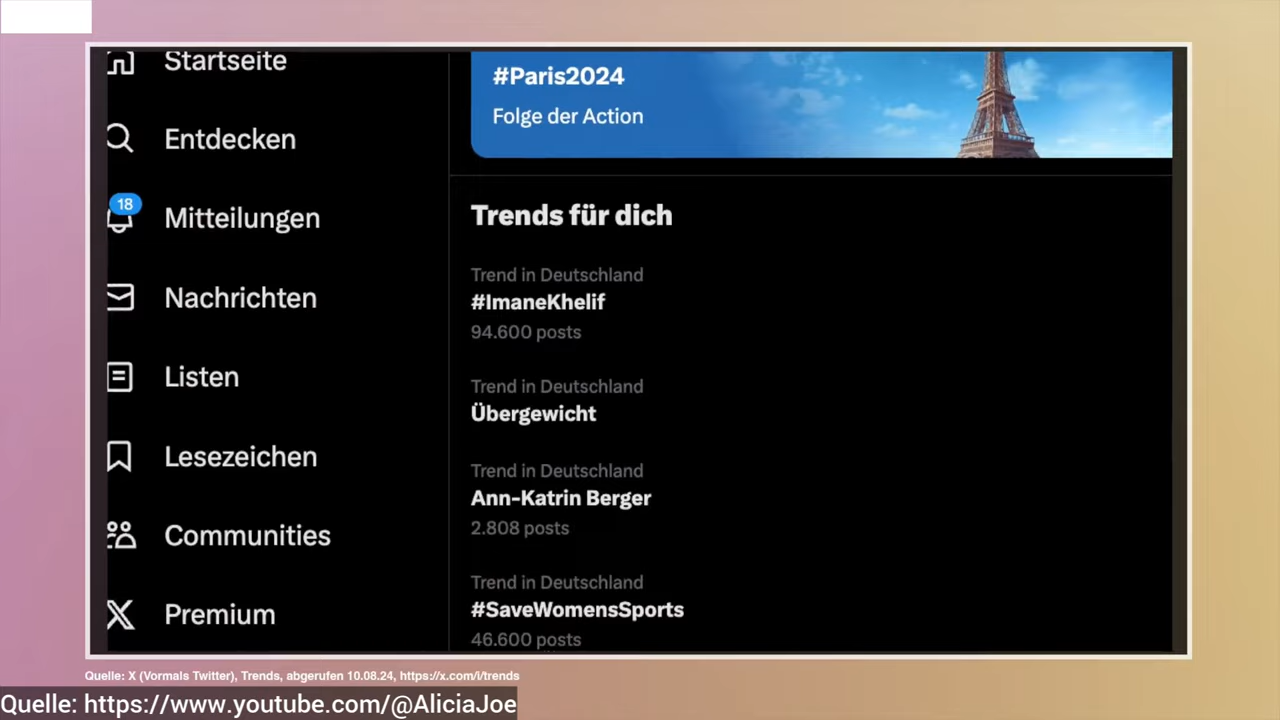 Startseite
Entdecken
18
Mitteilungen
Nachrichten
Listen
Lesezeichen
Communities
Premium
#Paris2024
Folge der Action
Trends für dich
Trend in Deutschland
#ImaneKhelif
94.600 posts
Trend in Deutschland
Übergewicht
Trend in Deutschland
Ann-Katrin Berger
2.808 posts
Trend in Deutschland
#SaveWomensSports
46.600 posts
Quelle: X (Vormals Twitter), Trends, abgerufen 10.08.24, https://x.com/l/trends
Quelle: https://www.youtube.com/@AliciaJoe